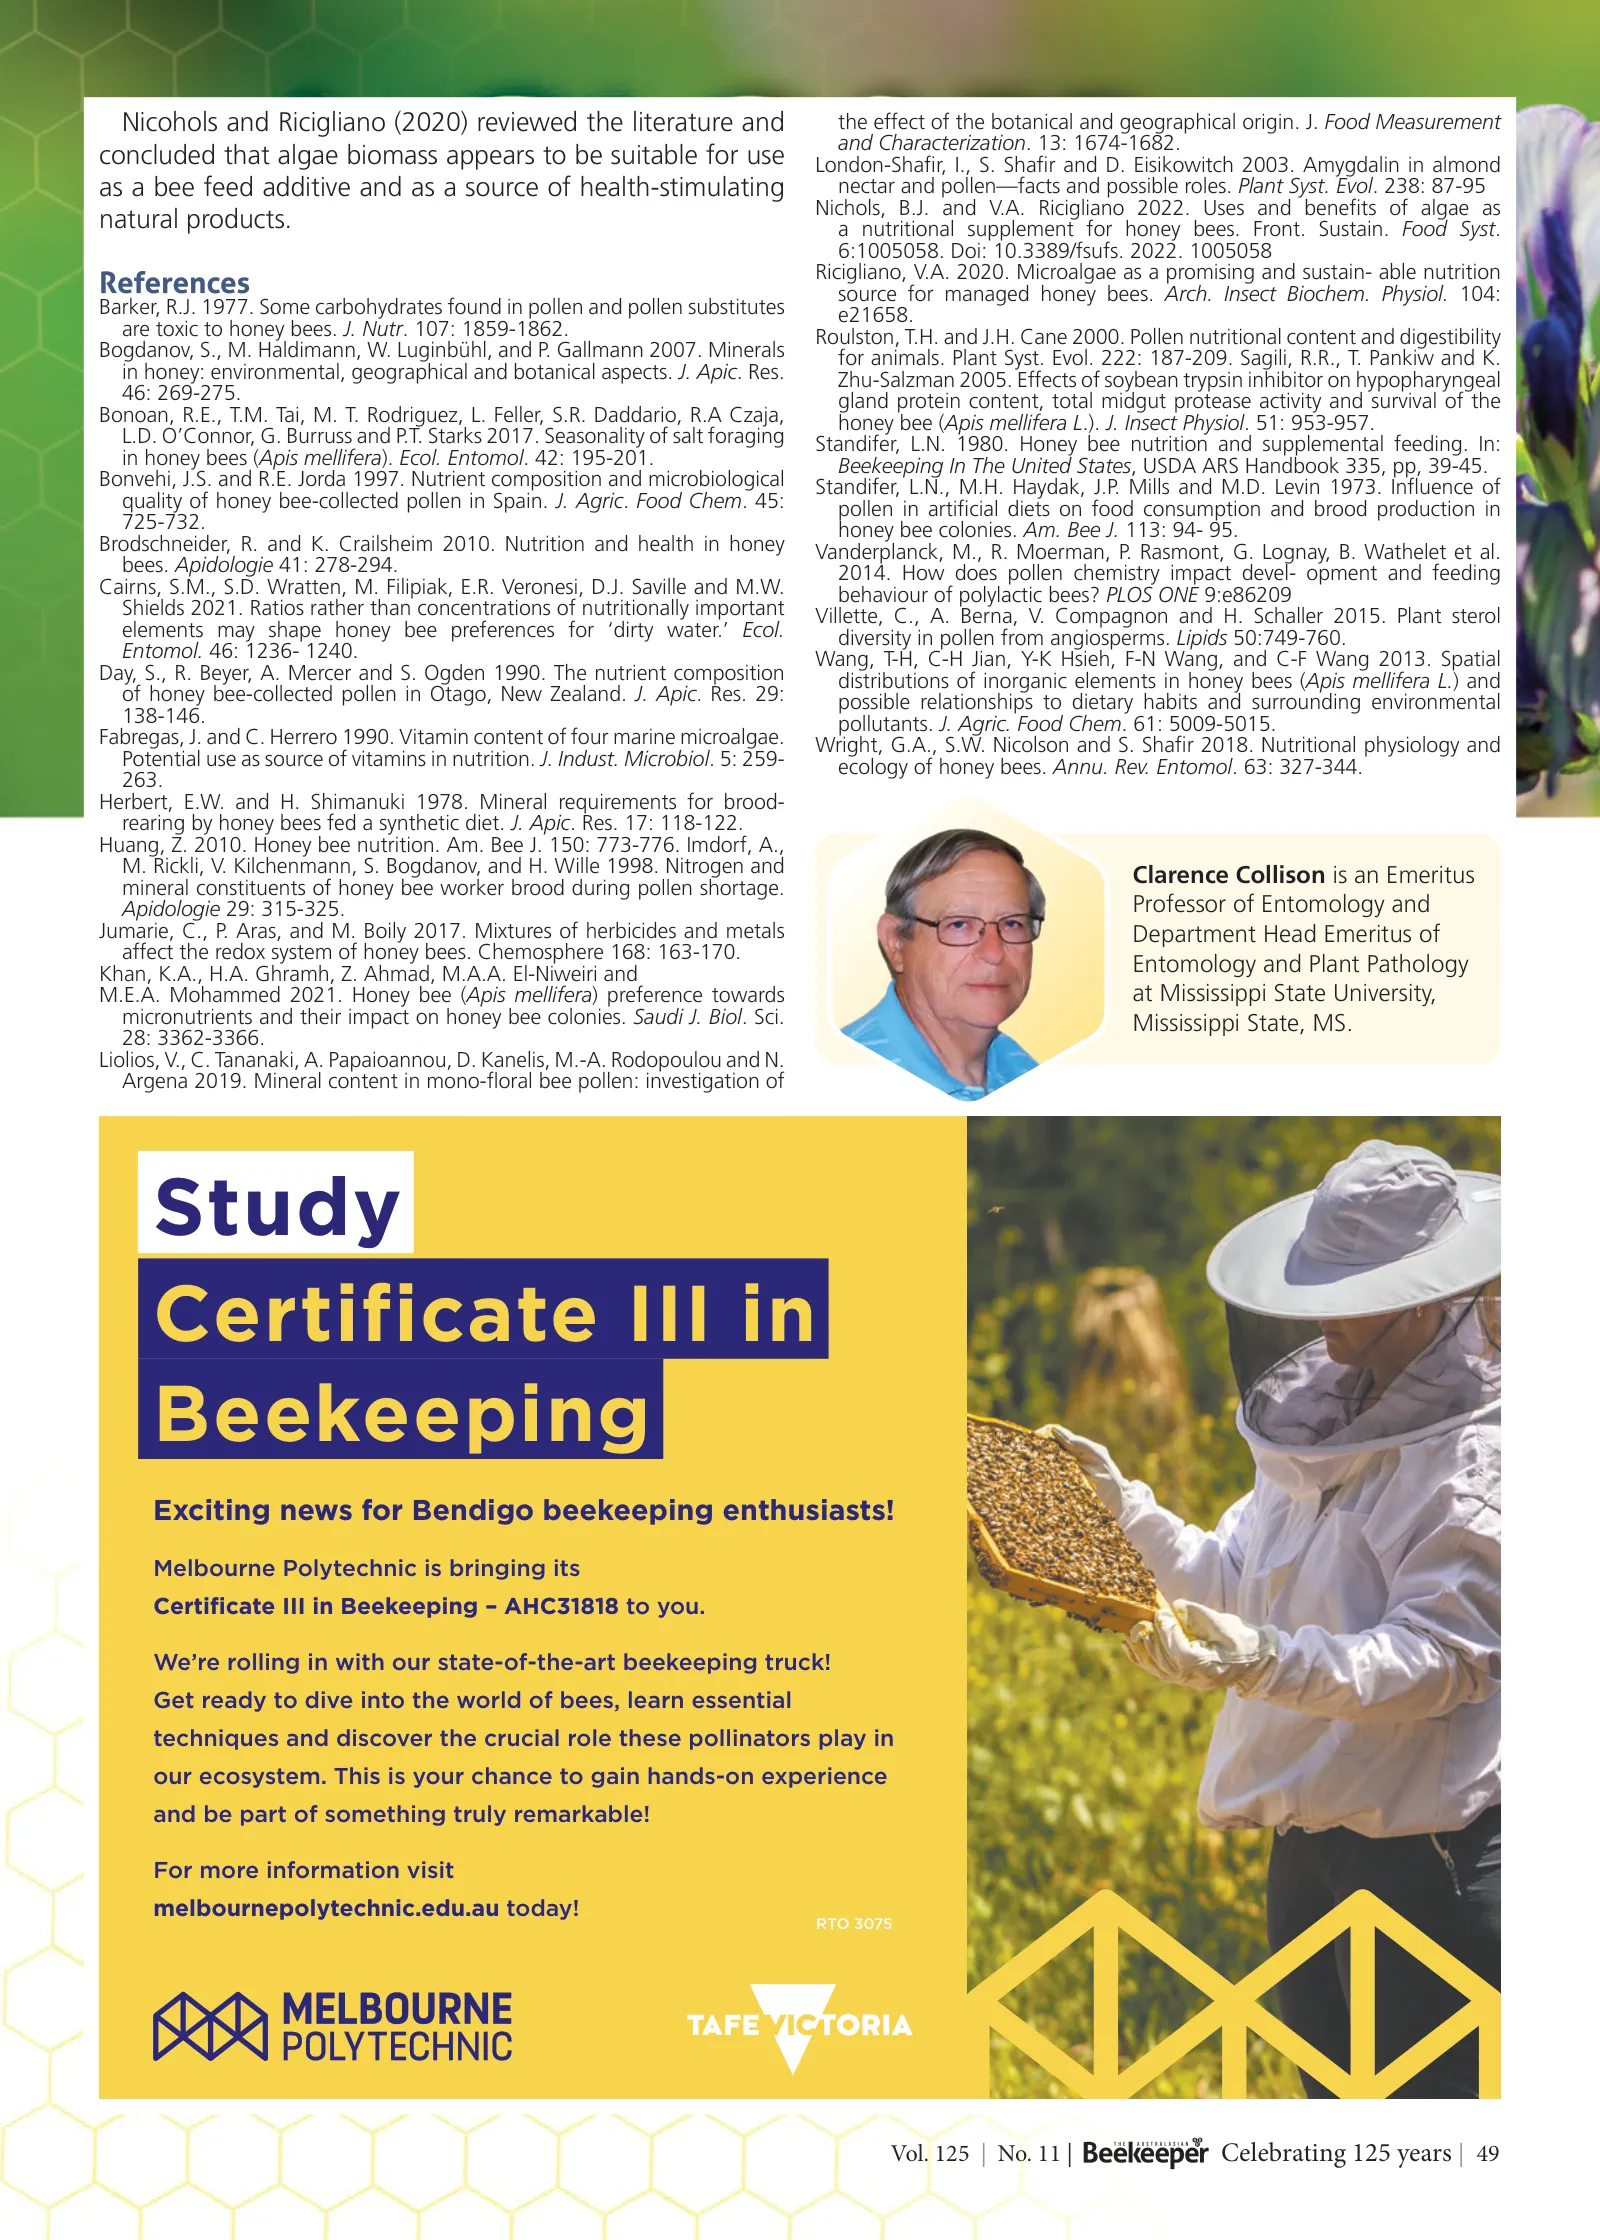 Nicohols and Ricigliano (2020) reviewed the literature and
concluded that algae biomass appears to be suitable for use
as a bee feed additive and as a source of health-stimulating
natural products.
References
Barker, R.J. 1977. Some carbohydrates found in pollen and pollen substitutes
are toxic to honey bees. J. Nutr. 107: 1859-1862.
Bogdanov, S., M. Haldimann, W. Luginbühl, and P. Gallmann 2007. Minerals
in honey: environmental, geographical and botanical aspects. J. Apic. Res.
46: 269-275.
Bonoan, R.E., T.M. Tai, M. T. Rodriguez, L. Feller, S.R. Daddario, R.A Czaja,
L.D. O’Connor, G. Burruss and P.T. Starks 2017. Seasonality of salt foraging
in honey bees (Apis mellifera). Ecol. Entomol. 42: 195-201.
Bonvehi, J.S. and R.E. Jorda 1997. Nutrient composition and microbiological
quality of honey bee-collected pollen in Spain. J. Agric. Food Chem. 45:
725-732.
Brodschneider, R. and K. Crailsheim 2010. Nutrition and health in honey
bees. Apidologie 41: 278-294.
Cairns, S.M., S.D. Wratten, M. Filipiak, E.R. Veronesi, D.J. Saville and M.W.
Shields 2021. Ratios rather than concentrations of nutritionally important
elements may shape honey bee preferences for ‘dirty water.’ Ecol.
Entomol. 46: 1236- 1240.
Day, S., R. Beyer, A. Mercer and S. Ogden 1990. The nutrient composition
of honey bee-collected pollen in Otago, New Zealand. J. Apic. Res. 29:
138-146.
Fabregas, J. and C. Herrero 1990. Vitamin content of four marine microalgae.
Potential use as source of vitamins in nutrition. J. Indust. Microbiol. 5: 259-
263.
Herbert, E.W. and H. Shimanuki 1978. Mineral requirements for brood-
rearing by honey bees fed a synthetic diet. J. Apic. Res. 17: 118-122.
Huang, Z. 2010. Honey bee nutrition. Am. Bee J. 150: 773-776. Imdorf, A.,
M. Rickli, V. Kilchenmann, S. Bogdanov, and H. Wille 1998. Nitrogen and
mineral constituents of honey bee worker brood during pollen shortage.
Apidologie 29: 315-325.
Jumarie, C., P. Aras, and M. Boily 2017. Mixtures of herbicides and metals
affect the redox system of honey bees. Chemosphere 168: 163-170.
Khan, K.A., H.A. Ghramh, Z. Ahmad, M.A.A. El-Niweiri and
M.E.A. Mohammed 2021. Honey bee (Apis mellifera) preference towards
micronutrients and their impact on honey bee colonies. Saudi J. Biol. Sci.
28: 3362-3366.
Liolios, V., C. Tananaki, A. Papaioannou, D. Kanelis, M.-A. Rodopoulou and N.
Argena 2019. Mineral content in mono-floral bee pollen: investigation of
the effect of the botanical and geographical origin. J. Food Measurement
and Characterization. 13: 1674-1682.
London-Shafir, I., S. Shafir and D. Eisikowitch 2003. Amygdalin in almond
nectar and pollen—facts and possible roles. Plant Syst. Evol. 238: 87-95
Nichols, B.J. and V.A. Ricigliano 2022. Uses and benefits of algae as
a nutritional supplement for honey bees. Front. Sustain. Food Syst.
6:1005058. Doi: 10.3389/fsufs. 2022. 1005058
Ricigliano, V.A. 2020. Microalgae as a promising and sustain- able nutrition
source for managed honey bees. Arch. Insect Biochem. Physiol. 104:
e21658.
Roulston, T.H. and J.H. Cane 2000. Pollen nutritional content and digestibility
for animals. Plant Syst. Evol. 222: 187-209. Sagili, R.R., T. Pankiw and K.
Zhu-Salzman 2005. Effects of soybean trypsin inhibitor on hypopharyngeal
gland protein content, total midgut protease activity and survival of the
honey bee (Apis mellifera L.). J. Insect Physiol. 51: 953-957.
Standifer, L.N. 1980. Honey bee nutrition and supplemental feeding. In:
Beekeeping In The United States, USDA ARS Handbook 335, pp, 39-45.
Standifer, L.N., M.H. Haydak, J.P. Mills and M.D. Levin 1973. Influence of
pollen in artificial diets on food consumption and brood production in
honey bee colonies. Am. Bee J. 113: 94- 95.
Vanderplanck, M., R. Moerman, P. Rasmont, G. Lognay, B. Wathelet et al.
2014. How does pollen chemistry impact devel- opment and feeding
behaviour of polylactic bees? PLOS ONE 9:e86209
Villette, C., A. Berna, V. Compagnon and H. Schaller 2015. Plant sterol
diversity in pollen from angiosperms. Lipids 50:749-760.
Wang, T-H, C-H Jian, Y-K Hsieh, F-N Wang, and C-F Wang 2013. Spatial
distributions of inorganic elements in honey bees (Apis mellifera L.) and
possible relationships to dietary habits and surrounding environmental
pollutants. J. Agric. Food Chem. 61: 5009-5015.
Wright, G.A., S.W. Nicolson and S. Shafir 2018. Nutritional physiology and
ecology of honey bees. Annu. Rev. Entomol. 63: 327-344.
Clarence Collison is an Emeritus
Professor of Entomology and
Department Head Emeritus of
Entomology and Plant Pathology
at Mississippi State University,
Mississippi State, MS.
Study
Certificate III in
Beekeeping
Exciting news for Bendigo beekeeping enthusiasts!
Melbourne Polytechnic is bringing its
Certificate III in Beekeeping – AHC31818 to you.
We’re rolling in with our state-of-the-art beekeeping truck!
Get ready to dive into the world of bees, learn essential
techniques and discover the crucial role these pollinators play in
our ecosystem. This is your chance to gain hands-on experience
and be part of something truly remarkable!
For more information visit
melbournepolytechnic.edu.au today!
RTO 3075
MELBOURNE
POLYTECHNIC
TAFE VICTORIA
Vol. 125 | No. 11 | THE AUSTRALASIAN Beekeeper Celebrating 125 years | 49